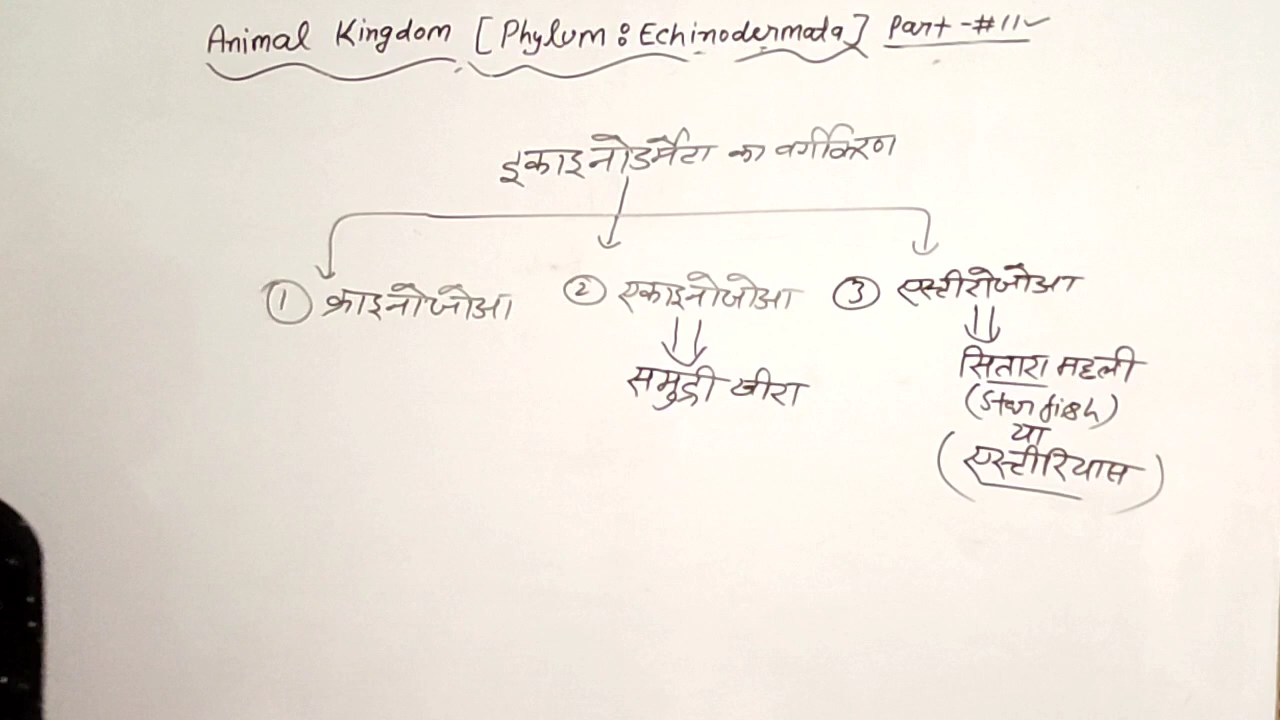 Animal Kingdom [Phylum : Echinodermata] Part - #11
इकाइनोडर्मेटा का वर्गीकरण
① क्राइनोजोआ ② एकाइनोजोआ ③ एस्टीरोजोआ
समुद्री खीरा
सितारा मछली
(Star fish)
या
(एस्टीरियास)